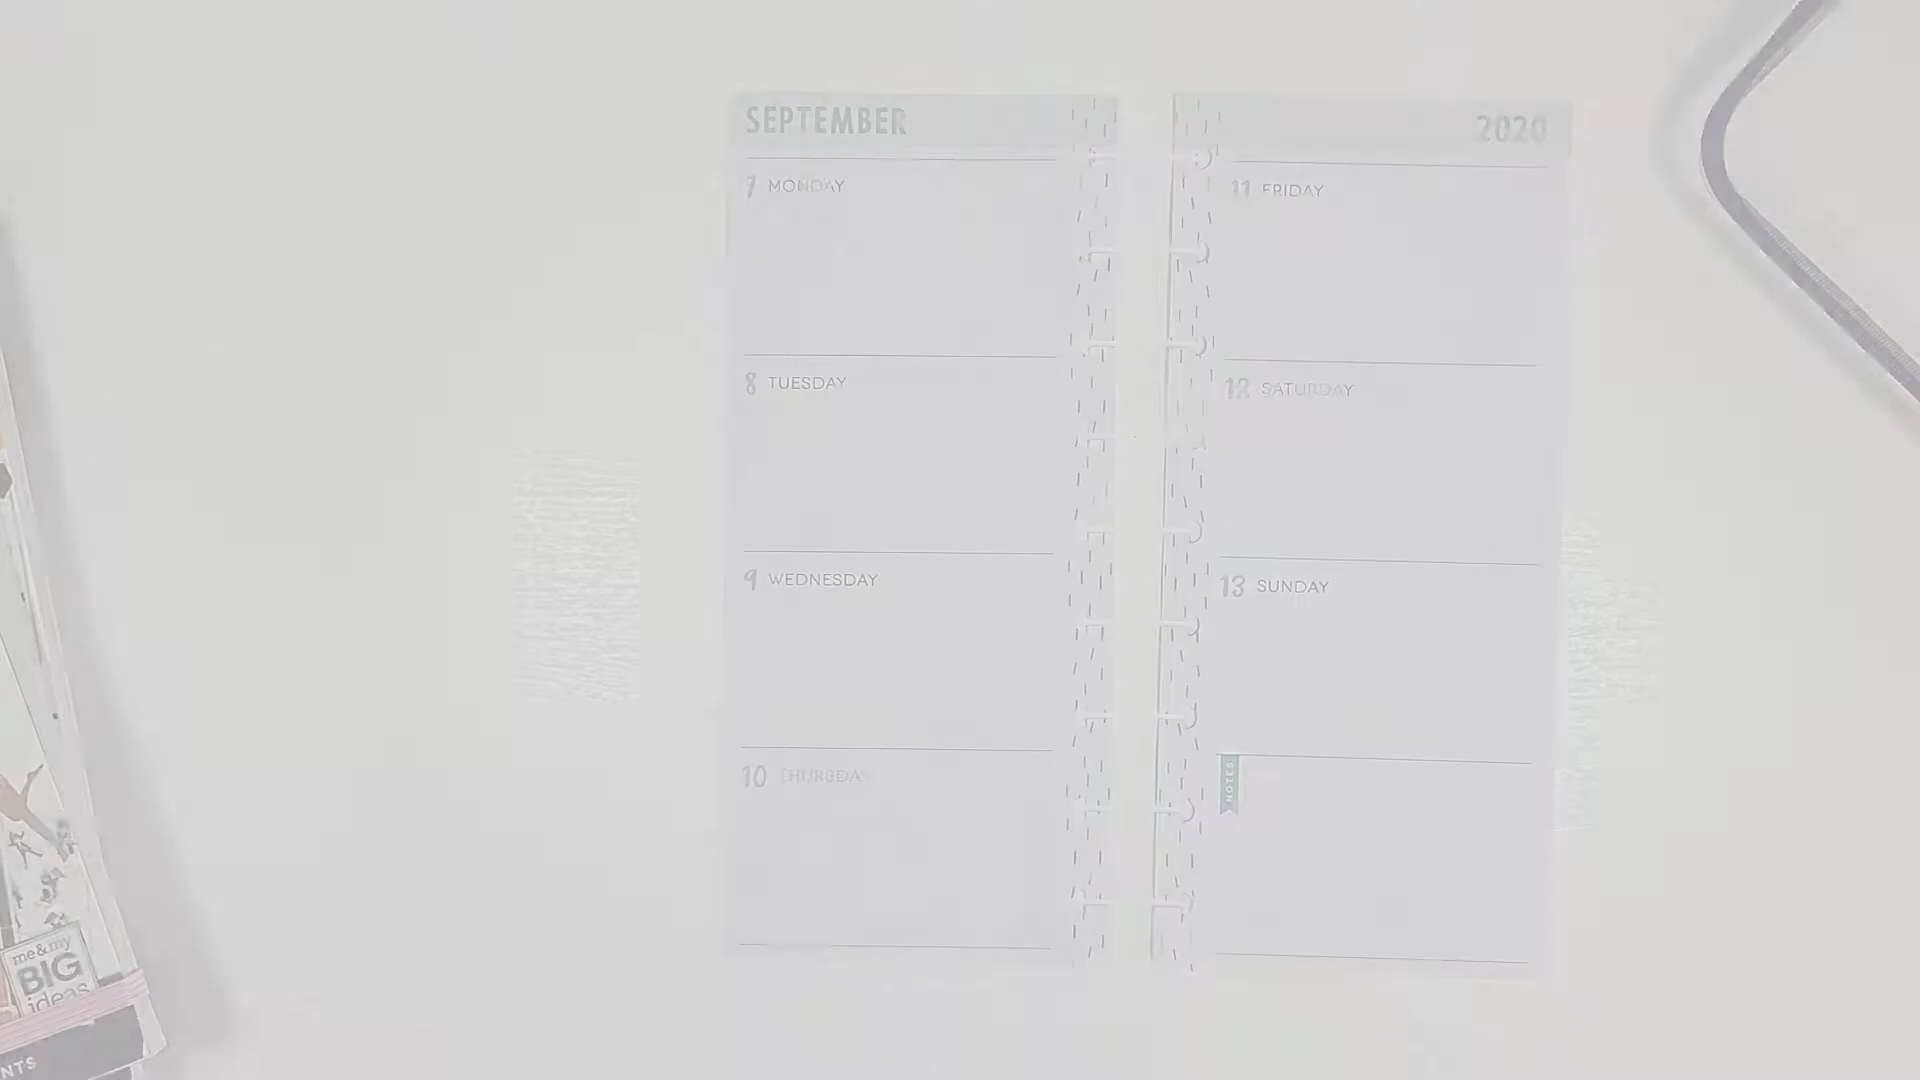 SEPTEMBER
7 MONDAY
8 TUESDAY
9 WEDNESDAY
10 THURSDAY
2020
11 FRIDAY
12 SATURDAY
13 SUNDAY
NOTES
me & my
BIG
ideas